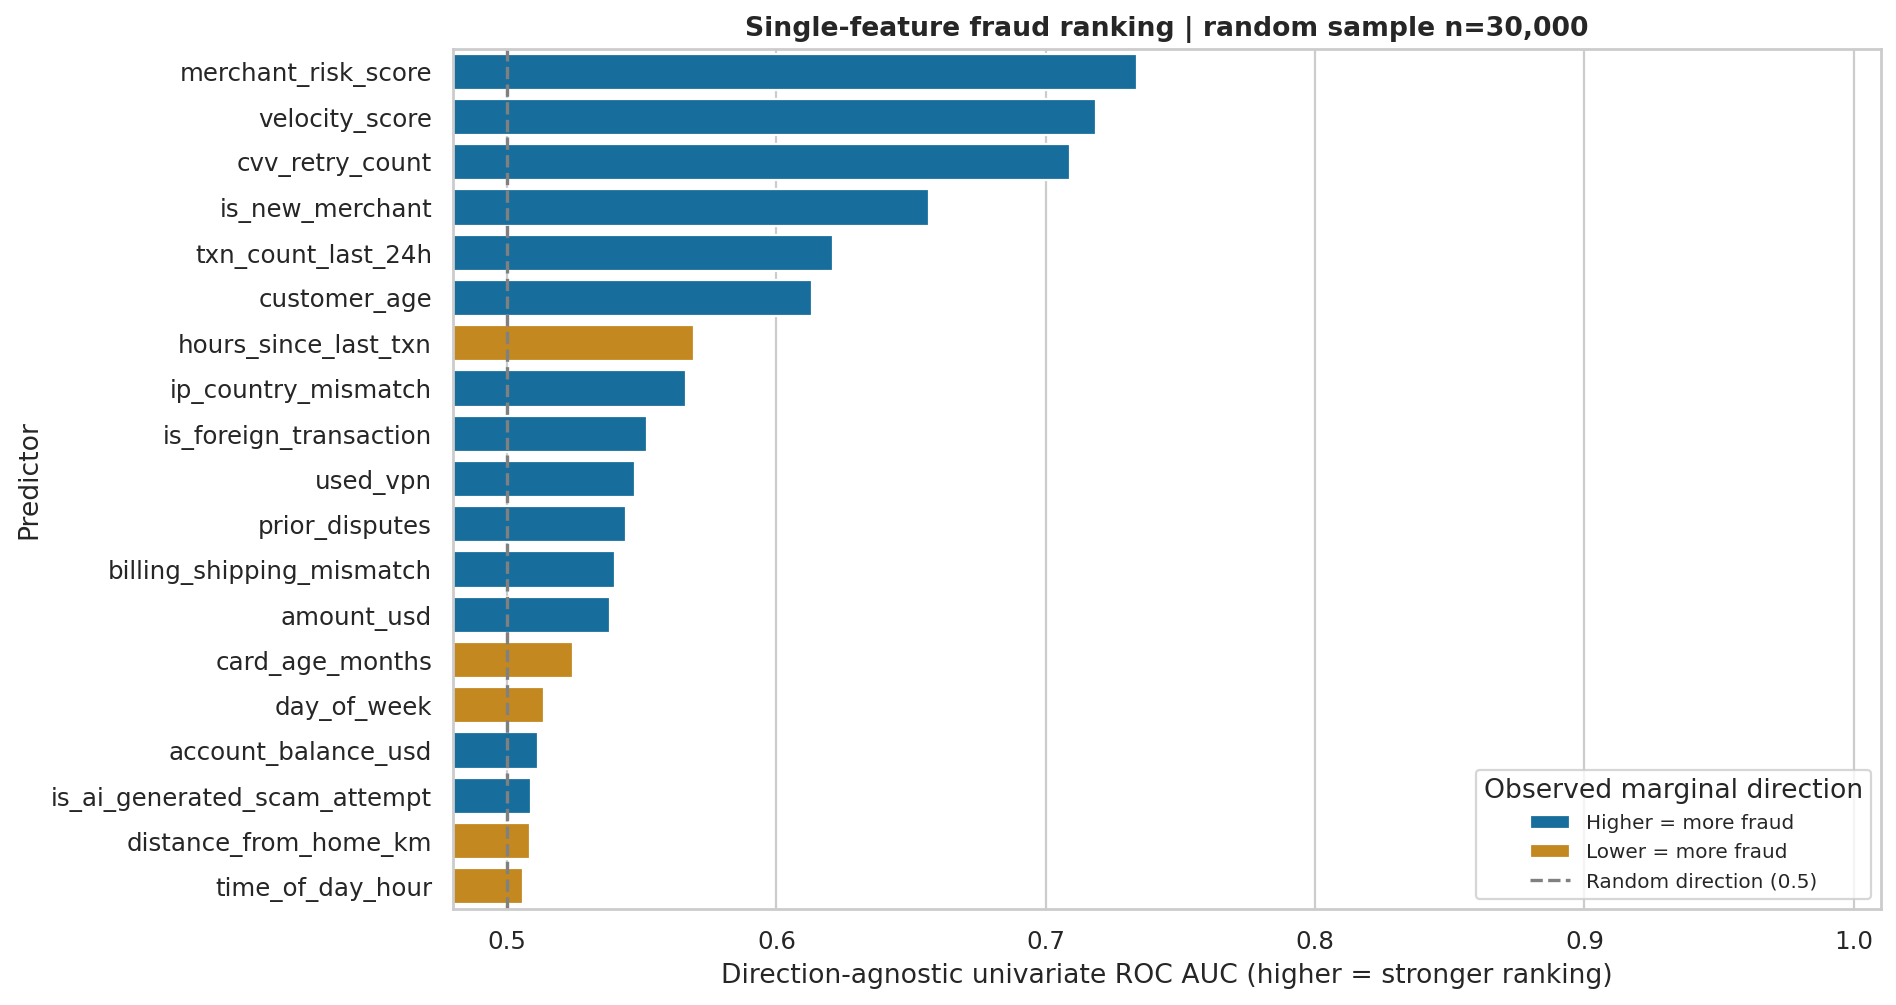 Single-feature fraud ranking | random sample n=30,000
Predictor
merchant_risk_score
velocity_score
cvv_retry_count
is_new_merchant
txn_count_last_24h
customer_age
hours_since_last_txn
ip_country_mismatch
is_foreign_transaction
used_vpn
prior_disputes
billing_shipping_mismatch
amount_usd
card_age_months
day_of_week
account_balance_usd
is_ai_generated_scam_attempt
distance_from_home_km
time_of_day_hour
Observed marginal direction
Higher = more fraud
Lower = more fraud
Random direction (0.5)
0.5 0.6 0.7 0.8 0.9 1.0
Direction-agnostic univariate ROC AUC (higher = stronger ranking)